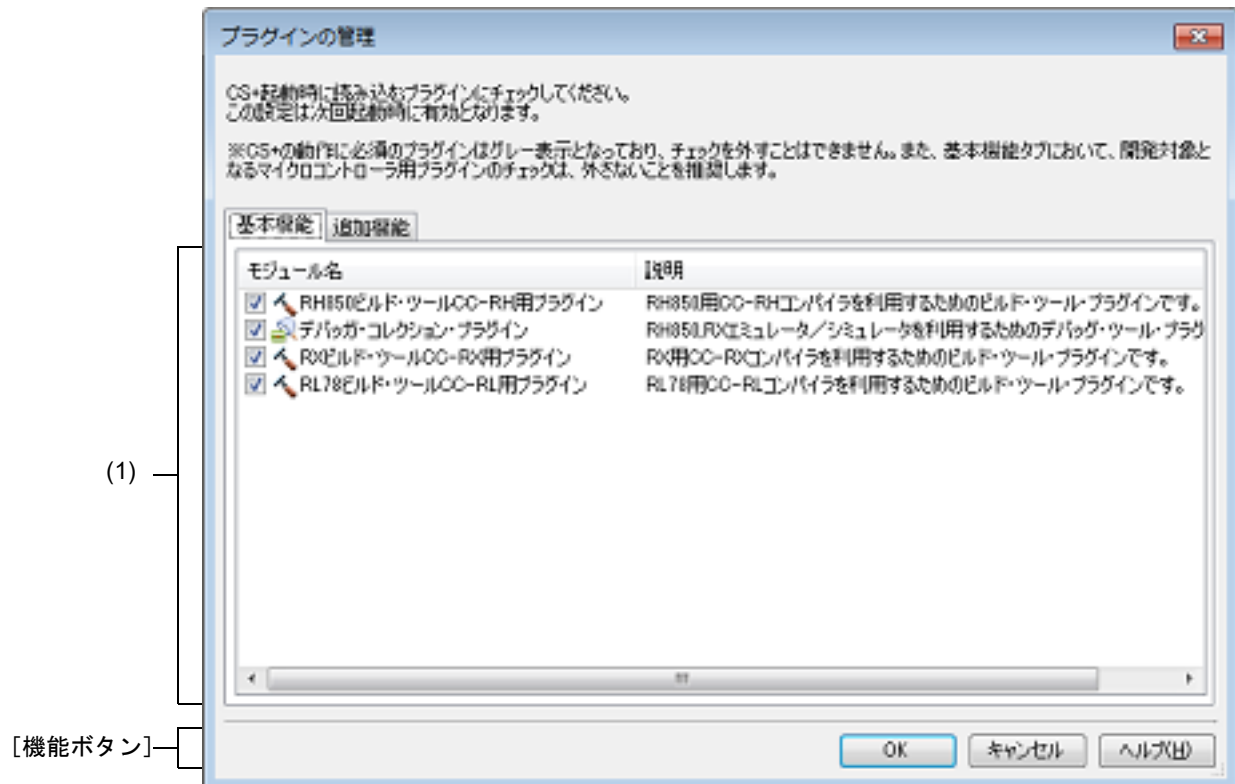 プラグインの管理
CS+起動時に読み込むプラグインにチェックしてください。
この設定は次回起動時に有効となります。
※CS+の動作に必須のプラグインはグレー表示となっており、チェックを外すことはできません。また、基本機能タブにおいて、開発対象と
なるマイクロコントローラ用プラグインのチェックは、外さないことを推奨します。
基本機能 追加機能
モジュール名 説明
RH850ビルド・ツールCC-RH用プラグイン RH850用CC-RHコンパイラを利用するためのビルド・ツール・プラグインです。
デバッガ・コレクション・プラグイン RH850,RXエミュレータ/シミュレータを利用するためのデバッグ・ツール・プラグ
RXビルド・ツールCC-RX用プラグイン RX用CC-RXコンパイラを利用するためのビルド・ツール・プラグインです。
RL78ビルド・ツールCC-RL用プラグイン RL78用CC-RLコンパイラを利用するためのビルド・ツール・プラグインです。
(1)
[機能ボタン]
OK キャンセル ヘルプ(H)